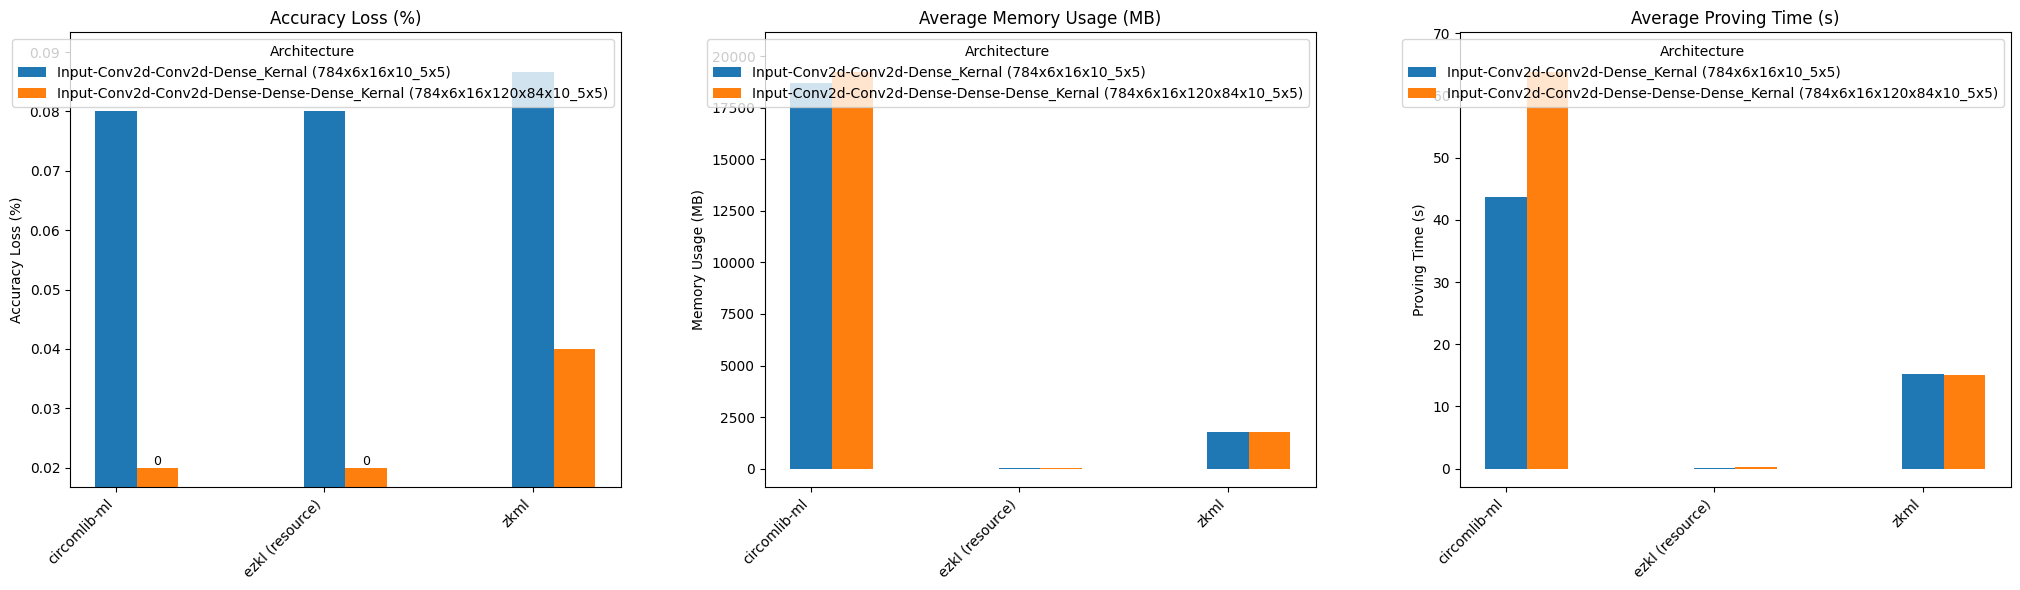 Accuracy Loss (%)
Architecture
Input-Conv2d-Conv2d-Dense_Kernal (784x6x16x10_5x5)
Input-Conv2d-Conv2d-Dense-Dense-Dense_Kernal (784x6x16x120x84x10_5x5)
Accuracy Loss (%)
0.09
0.08
0.07
0.06
0.05
0.04
0.03
0.02
0
0
circomlib-ml
ezkl (resource)
zkml
Average Memory Usage (MB)
Architecture
Input-Conv2d-Conv2d-Dense_Kernal (784x6x16x10_5x5)
Input-Conv2d-Conv2d-Dense-Dense-Dense_Kernal (784x6x16x120x84x10_5x5)
Memory Usage (MB)
20000
17500
15000
12500
10000
7500
5000
2500
0
circomlib-ml
ezkl (resource)
zkml
Average Proving Time (s)
Architecture
Input-Conv2d-Conv2d-Dense_Kernal (784x6x16x10_5x5)
Input-Conv2d-Conv2d-Dense-Dense-Dense_Kernal (784x6x16x120x84x10_5x5)
Proving Time (s)
70
60
50
40
30
20
10
0
circomlib-ml
ezkl (resource)
zkml